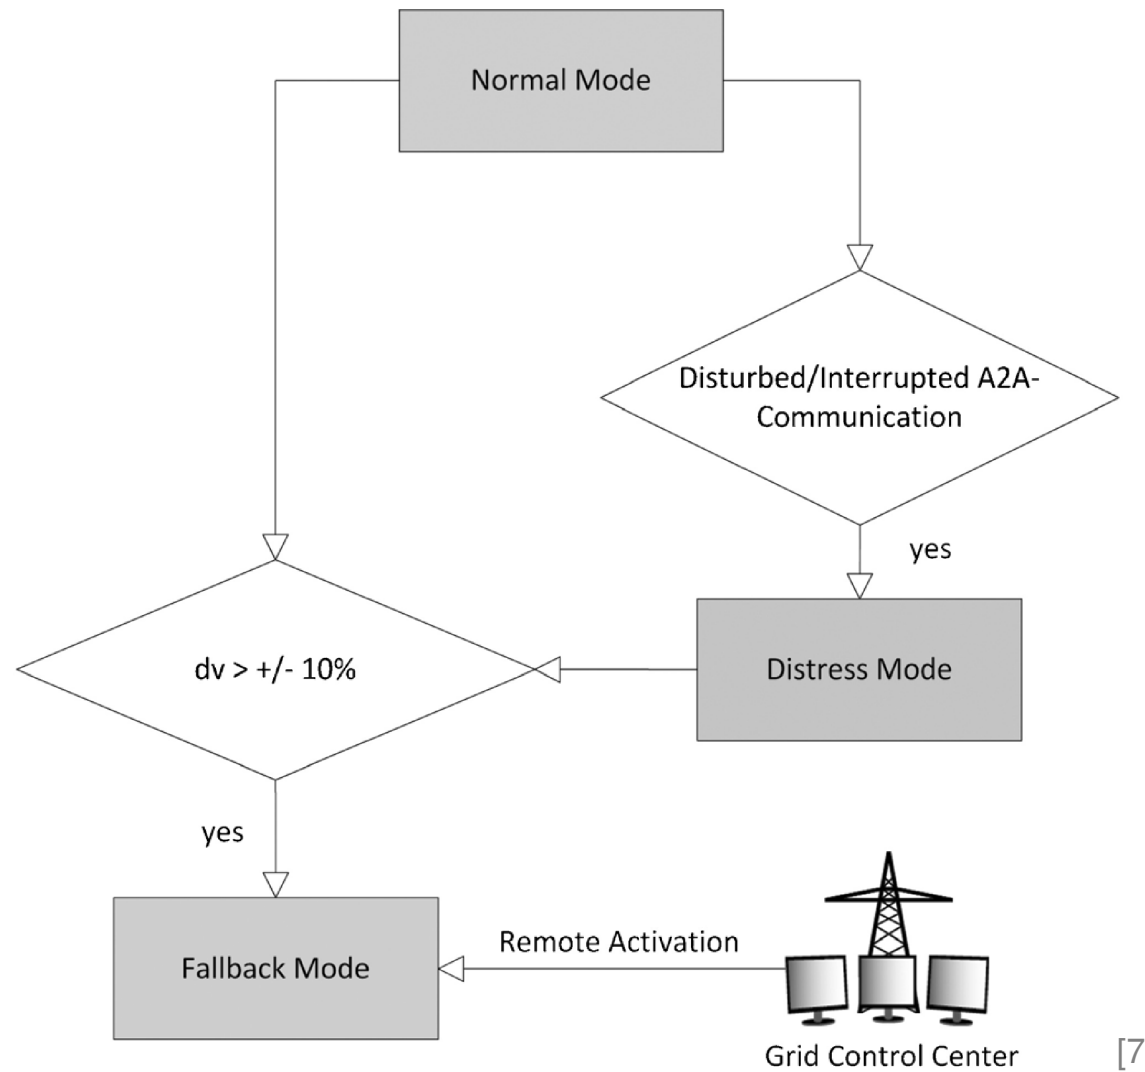 Normal Mode
Disturbed/Interrupted A2A-
Communication
yes
dv > +/- 10%
Distress Mode
yes
Fallback Mode
Remote Activation
Grid Control Center
[7